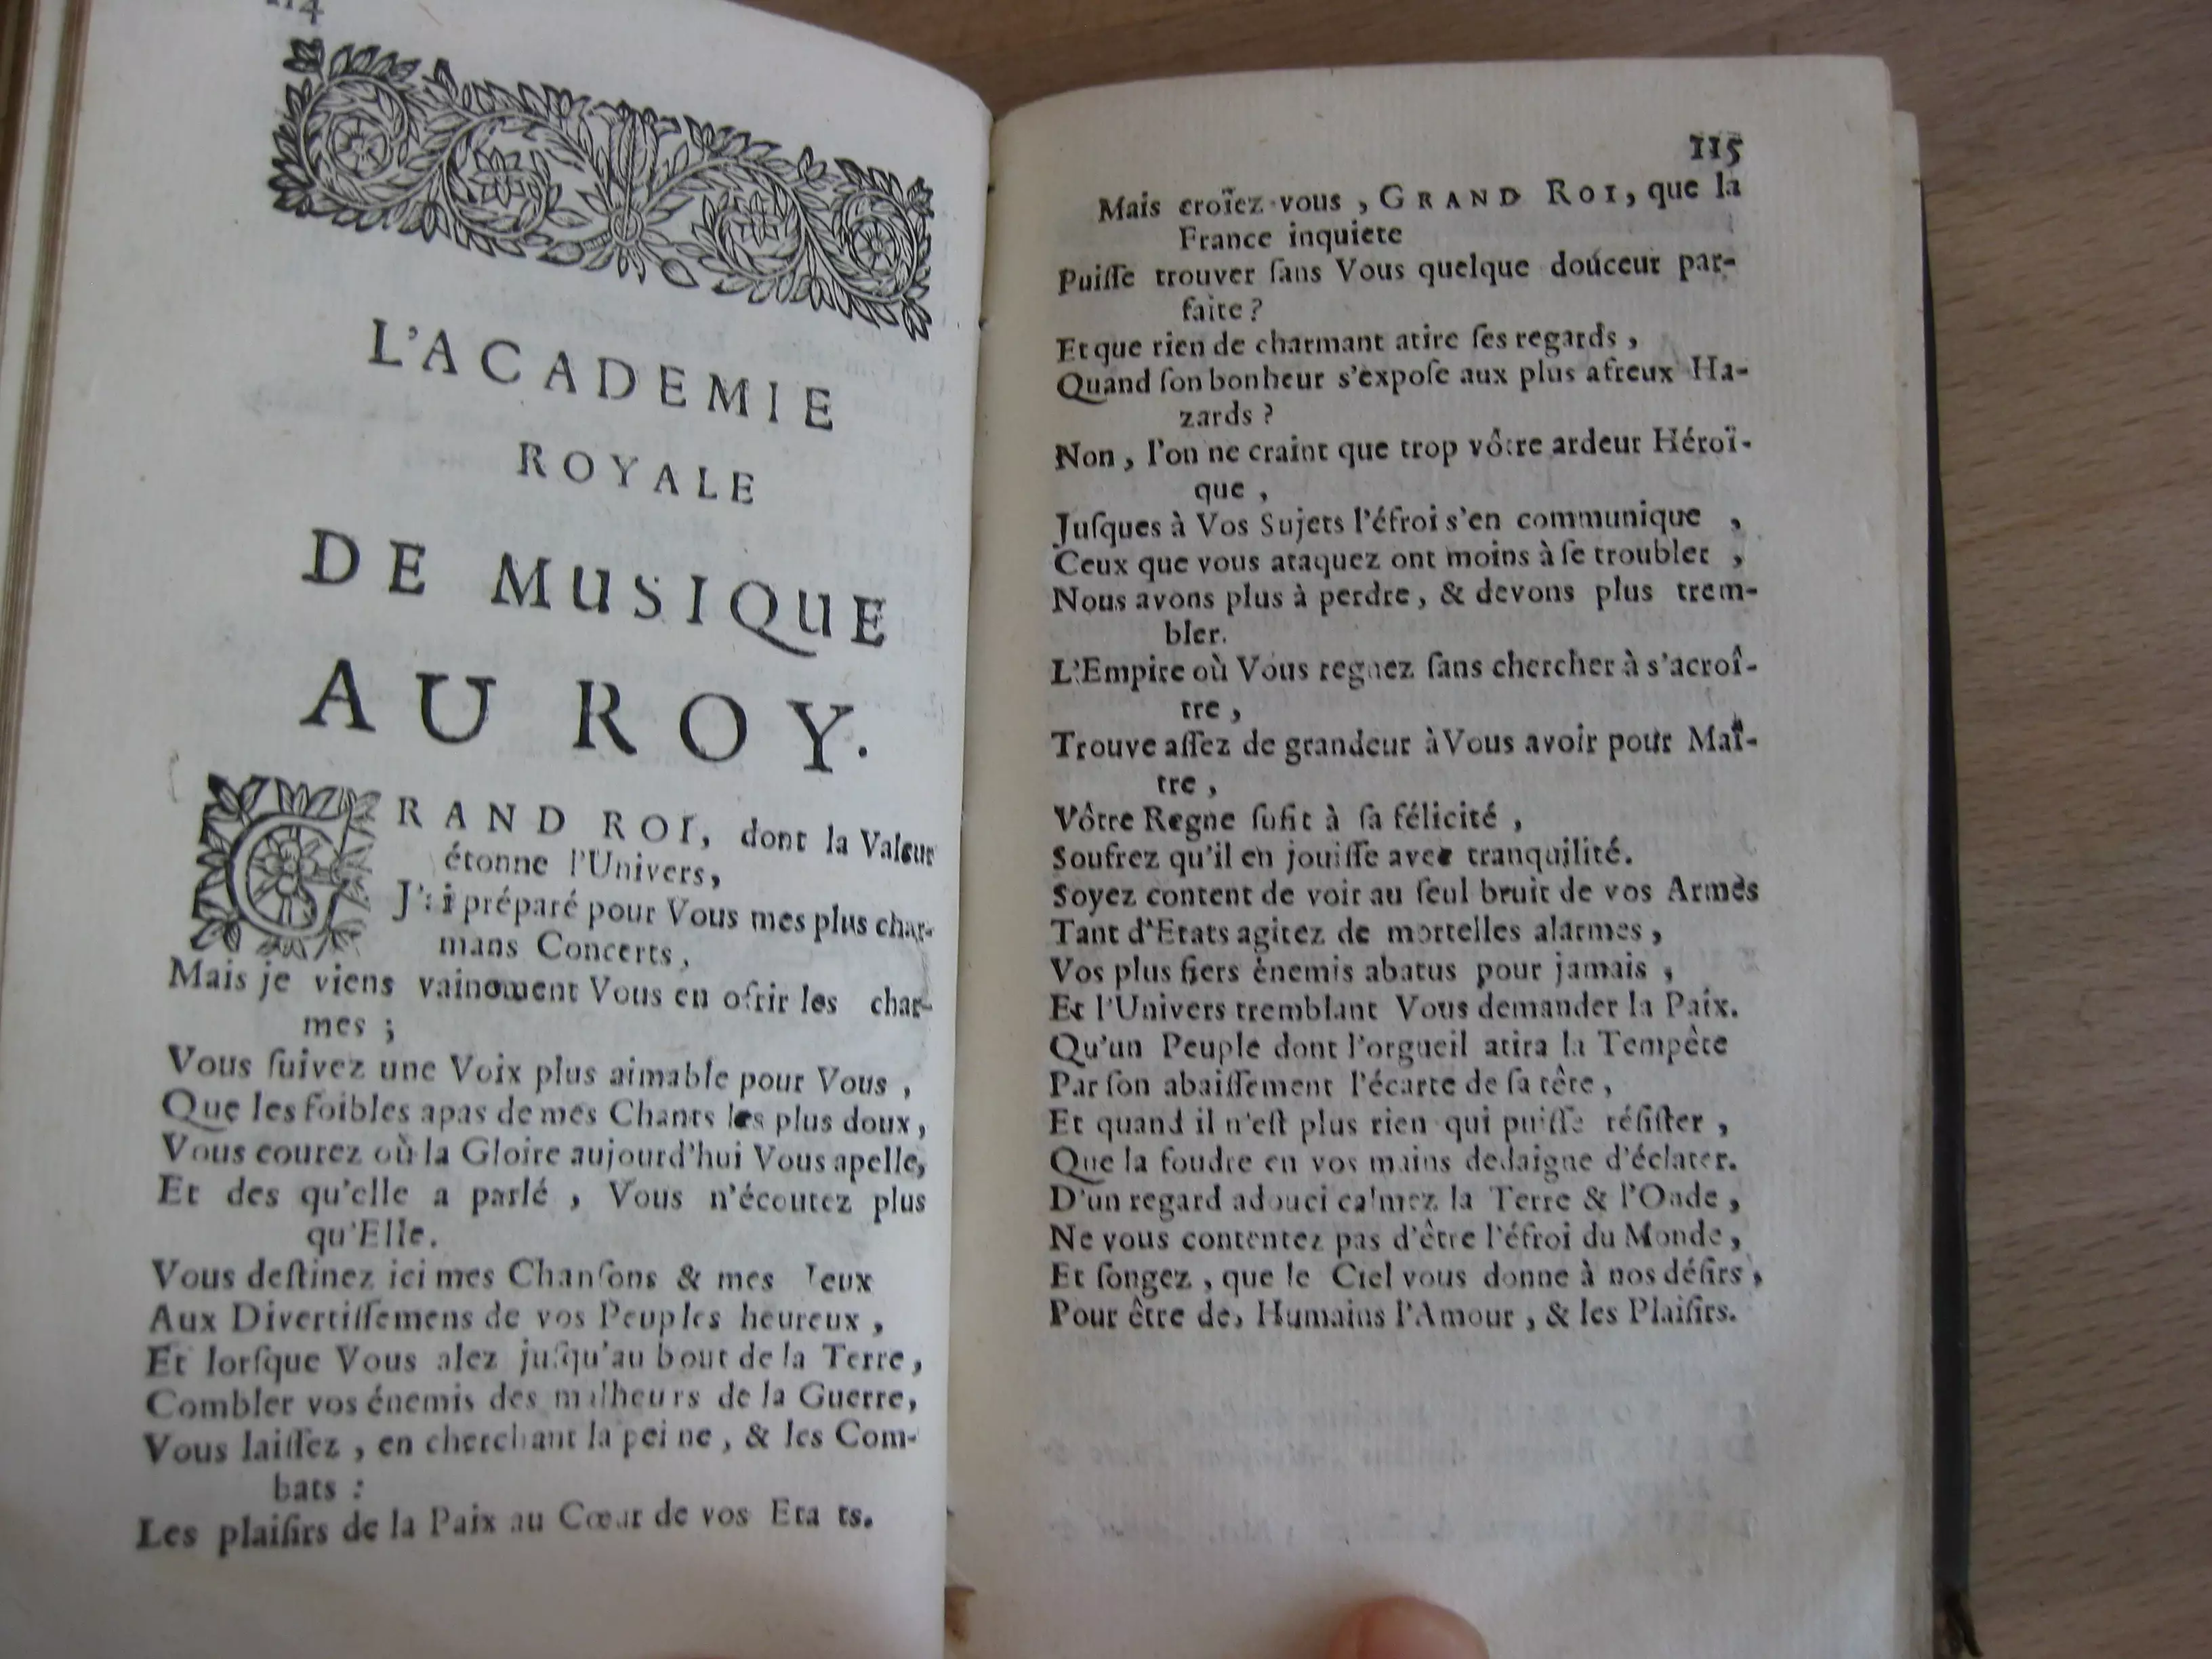 114
L'ACADEMIE
ROYALE
DE MUSIQUE
AU ROY.
GRAND ROI, dont la Valeur
étonne l'Univers,
J'ai préparé pour Vous mes plus char-
mans Concerts,
Mais je viens vainement Vous en ofrir les char-
mes ;
Vous ſuivez une Voix plus aimable pour Vous ,
Que les foibles apas de mes Chants les plus doux,
Vous courez où la Gloire aujourd'hui Vous apelle,
Et des qu'elle a parlé , Vous n'écoutez plus
qu'Elle.
Vous deſtinez ici mes Chanſons & mes Jeux
Aux Divertiſſemens de vos Peuples heureux ,
Et lorſque Vous alez juſqu'au bout de la Terre,
Combler vos énemis des malheurs de la Guerre,
Vous laiſſez , en cherchant la peine , & les Com-
bats :
Les plaiſirs de la Paix au Cœur de vos Etats.
115
Mais croïez-vous , GRAND ROI, que la
France inquiete
Puiſſe trouver ſans Vous quelque douceur par-
faite ?
Et que rien de charmant atire ſes regards ,
Quand ſon bonheur s'expoſe aux plus afreux Ha-
zards ?
Non , l'on ne craint que trop vôtre ardeur Héroï-
que ,
Juſques à Vos Sujets l'éfroi s'en communique ,
Ceux que vous ataquez ont moins à ſe troubler ,
Nous avons plus à perdre , & devons plus trem-
bler.
L'Empire où Vous regnez ſans chercher à s'acroî-
tre ,
Trouve aſſez de grandeur à Vous avoir pour Maî-
tre ,
Vôtre Regne ſufit à ſa félicité ,
Soufrez qu'il en jouiſſe avec tranquilité.
Soyez content de voir au ſeul bruit de vos Armes
Tant d'Etats agitez de mortelles alarmes ,
Vos plus fiers énemis abatus pour jamais ,
Et l'Univers tremblant Vous demander la Paix.
Qu'un Peuple dont l'orgueil atira la Tempête
Par ſon abaiſſement l'écarte de ſa tête ,
Et quand il n'eſt plus rien qui puiſſe réſiſter ,
Que la foudre en vos mains dedaigne d'éclater.
D'un regard adouci calmez la Terre & l'Onde ,
Ne vous contentez pas d'être l'éfroi du Monde ,
Et ſongez , que le Ciel vous donne à nos déſirs ,
Pour être des Humains l'Amour , & les Plaiſirs.